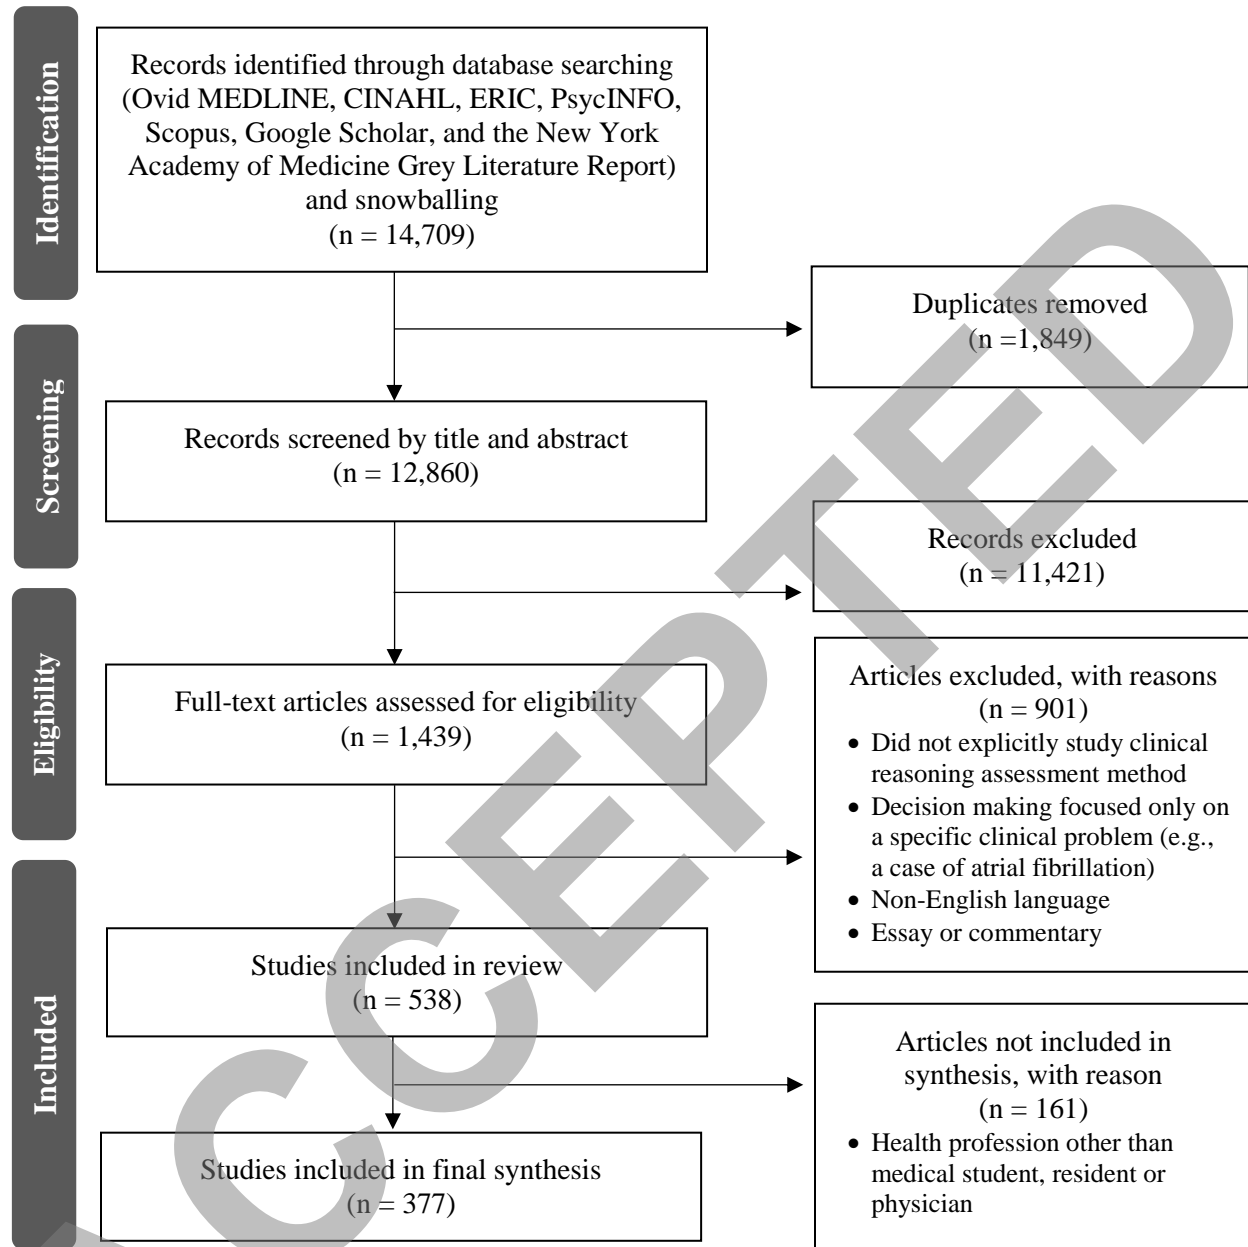 Identification
Records identified through database searching
(Ovid MEDLINE, CINAHL, ERIC, PsycINFO,
Scopus, Google Scholar, and the New York
Academy of Medicine Grey Literature Report)
and snowballing
(n = 14,709)
Duplicates removed
(n =1,849)
Screening
Records screened by title and abstract
(n = 12,860)
Records excluded
(n = 11,421)
Eligibility
Full-text articles assessed for eligibility
(n = 1,439)
Articles excluded, with reasons
(n = 901)
• Did not explicitly study clinical
reasoning assessment method
• Decision making focused only on
a specific clinical problem (e.g.,
a case of atrial fibrillation)
• Non-English language
• Essay or commentary
Included
Studies included in review
(n = 538)
Articles not included in
synthesis, with reason
(n = 161)
• Health profession other than
medical student, resident or
physician
Studies included in final synthesis
(n = 377)
ACCEPTED